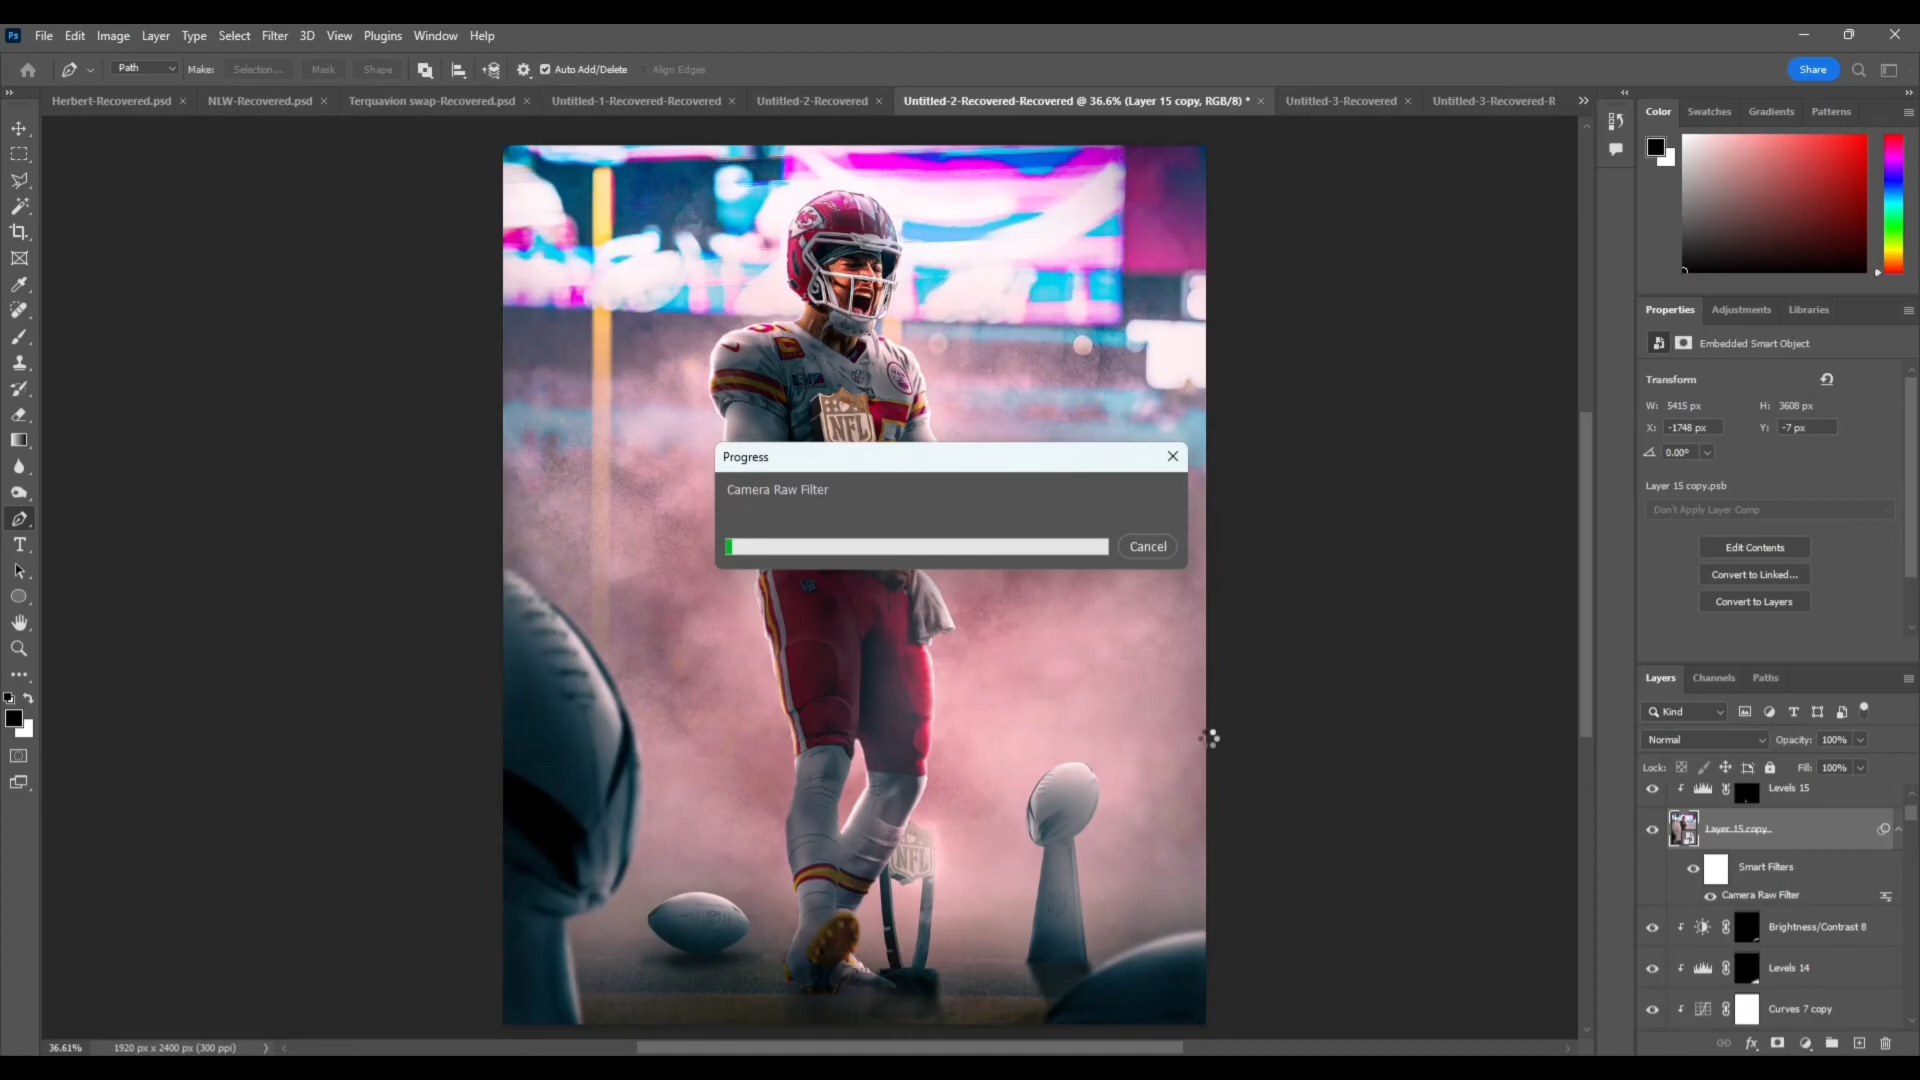 Ps File Edit Image Layer Type Select Filter 3D View Plugins Window Help
Path Make: Selection... Mask Shape Auto Add/Delete Align Edges Share
Herbert-Recovered.psd × NLW-Recovered.psd × Terquavion swap-Recovered.psd × Untitled-1-Recovered-Recovered × Untitled-2-Recovered × Untitled-2-Recovered-Recovered @ 36.6% (Layer 15 copy, RGB/8) * × Untitled-3-Recovered × Untitled-3-Recovered-R
Color Swatches Gradients Patterns
Properties Adjustments Libraries
Embedded Smart Object
Transform
W: 5415 px H: 3608 px
X: -1748 px Y: -7 px
0.00°
Layer 15 copy.psb
Don't Apply Layer Comp
Edit Contents
Convert to Linked...
Convert to Layers
NFL
Progress
Camera Raw Filter
Cancel
NFL
Layers Channels Paths
Kind
Normal Opacity: 100%
Lock: Fill: 100%
Levels 15
Layer 15 copy
Smart Filters
Camera Raw Filter
Brightness/Contrast 8
Levels 14
Curves 7 copy
36.61% 1920 px x 2400 px (300 ppi)